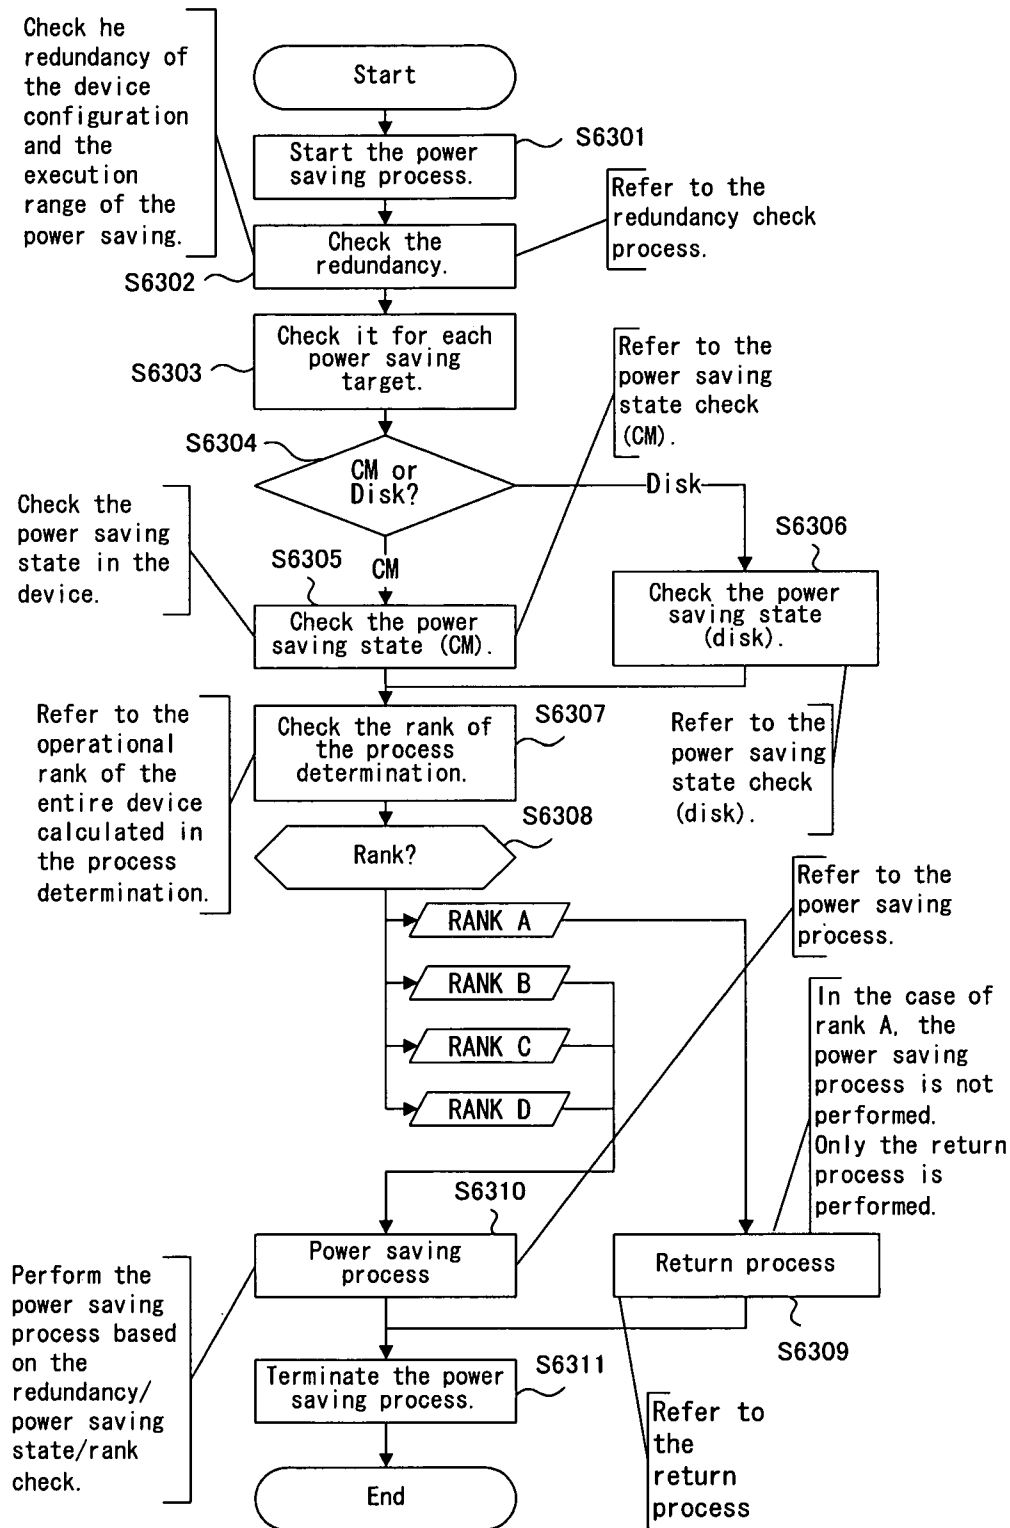 Check he
redundancy of
the device
configuration
and the
execution
range of the
power saving.
Start
S6301
Start the power
saving process.
Refer to the
redundancy check
process.
Check the
redundancy.
S6302
Check it for each
power saving
target.
S6303
Refer to the
power saving
state check
(CM).
S6304
CM or
Disk?
Disk
Check the
power saving
state in the
device.
CM
S6305
Check the power
saving state (CM).
S6306
Check the power
saving state
(disk).
Refer to the
operational
rank of the
entire device
calculated in
the process
determination.
S6307
Check the rank of
the process
determination.
Refer to the
power saving
state check
(disk).
S6308
Rank?
RANK A
RANK B
RANK C
RANK D
Refer to the
power saving
process.
In the case of
rank A, the
power saving
process is not
performed.
Only the return
process is
performed.
S6310
Power saving
process
Return process
S6309
Perform the
power saving
process based
on the
redundancy/
power saving
state/rank
check.
S6311
Terminate the power
saving process.
Refer to
the
return
process
End